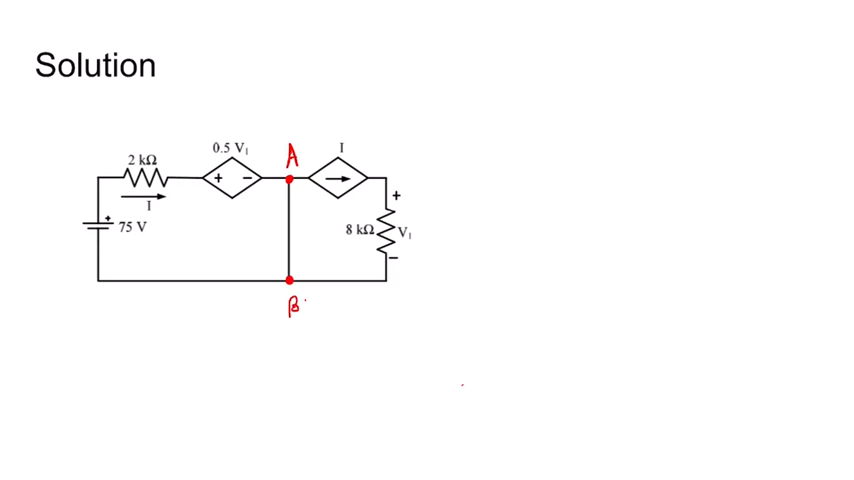 Solution
0.5 V₁
A
I
2 kΩ
+ −
I
+
+
75 V
8 kΩ
V₁
−
B